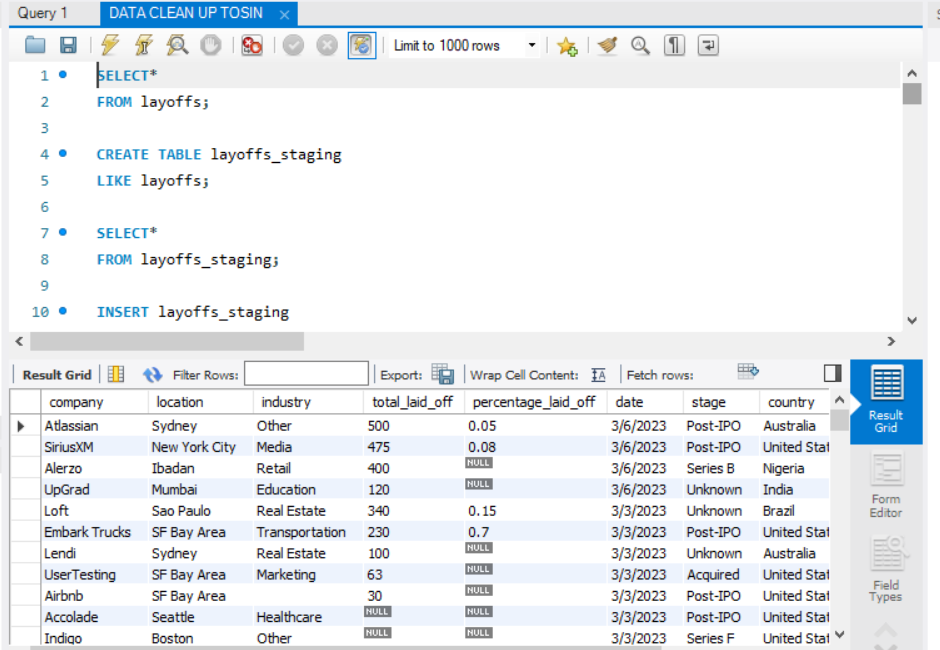 Query 1 DATA CLEAN UP TOSIN
Limit to 1000 rows
1 SELECT*
2 FROM layoffs;
3
4 CREATE TABLE layoffs_staging
5 LIKE layoffs;
6
7 SELECT*
8 FROM layoffs_staging;
9
10 INSERT layoffs_staging
Result Grid Filter Rows: Export: Wrap Cell Content: IA Fetch rows:
company location industry total_laid_off percentage_laid_off date stage country
Atlassian Sydney Other 500 0.05 3/6/2023 Post-IPO Australia
SiriusXM New York City Media 475 0.08 3/6/2023 Post-IPO United Stat
Alerzo Ibadan Retail 400 NULL 3/6/2023 Series B Nigeria
UpGrad Mumbai Education 120 NULL 3/6/2023 Unknown India
Loft Sao Paulo Real Estate 340 0.15 3/3/2023 Unknown Brazil
Embark Trucks SF Bay Area Transportation 230 0.7 3/3/2023 Post-IPO United Stat
Lendi Sydney Real Estate 100 NULL 3/3/2023 Unknown Australia
UserTesting SF Bay Area Marketing 63 NULL 3/3/2023 Acquired United Stat
Airbnb SF Bay Area 30 NULL 3/3/2023 Post-IPO United Stat
Accolade Seattle Healthcare NULL NULL 3/3/2023 Post-IPO United Stat
Indigo Boston Other NULL NULL 3/3/2023 Series F United Stat
Result
Grid
Form
Editor
Field
Types